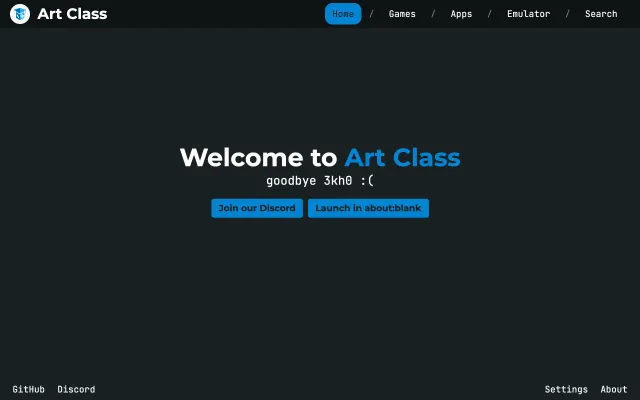 Art Class
Home / Games / Apps / Emulator / Search
Welcome to Art Class
goodbye 3kh0 :(
Join our Discord Launch in about:blank
GitHub Discord Settings About